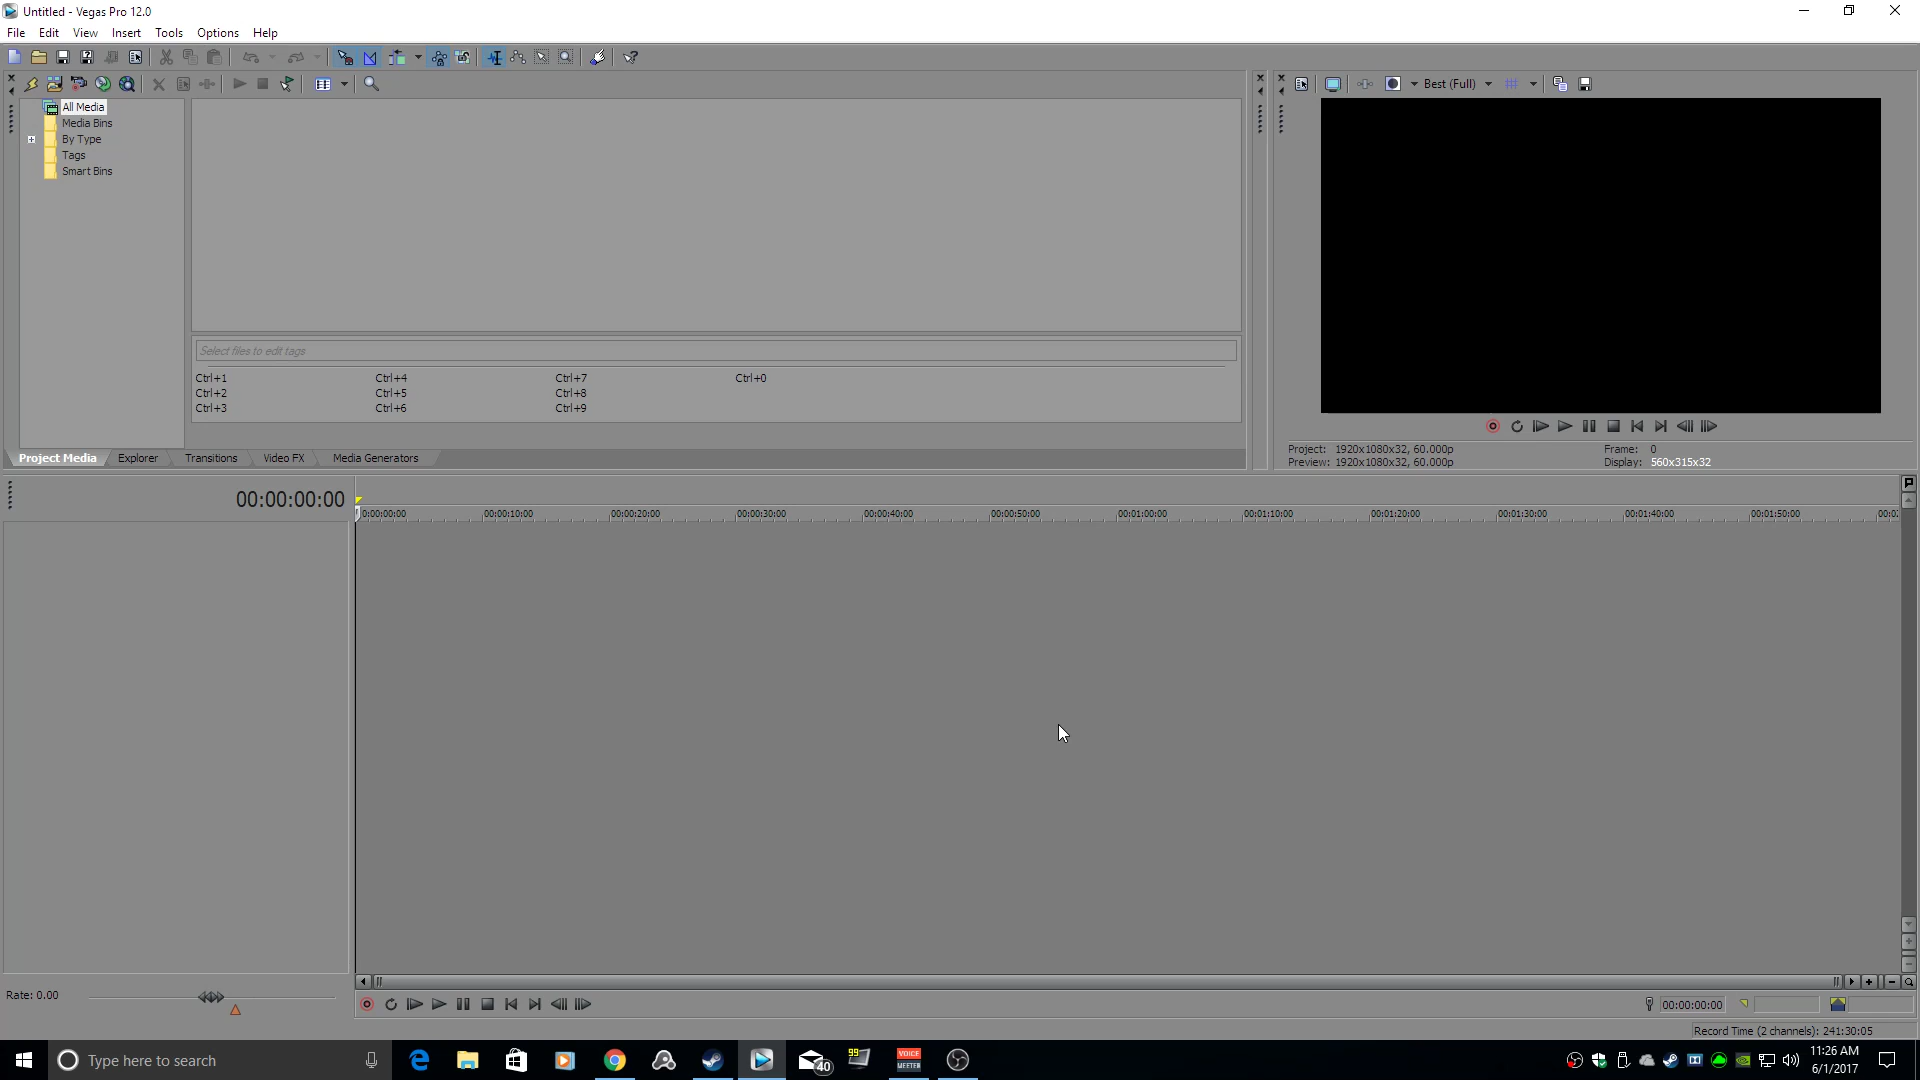 Untitled - Vegas Pro 12.0
File Edit View Insert Tools Options Help
Best (Full)
All Media
Media Bins
By Type
Tags
Smart Bins
Select files to edit tags
Ctrl+1 Ctrl+4 Ctrl+7 Ctrl+0
Ctrl+2 Ctrl+5 Ctrl+8
Ctrl+3 Ctrl+6 Ctrl+9
Project Media Explorer Transitions Video FX Media Generators
Project: 1920x1080x32, 60.000p Frame: 0
Preview: 1920x1080x32, 60.000p Display: 560x315x32
00:00:00:00
0:00:00:00 00:00:10:00 00:00:20:00 00:00:30:00 00:00:40:00 00:00:50:00 00:01:00:00 00:01:10:00 00:01:20:00 00:01:30:00 00:01:40:00 00:01:50:00 00:0
Rate: 0.00
00:00:00:00
Record Time (2 channels): 241:30:05
Type here to search
40
99
VOICE
MEETER
11:26 AM
6/1/2017